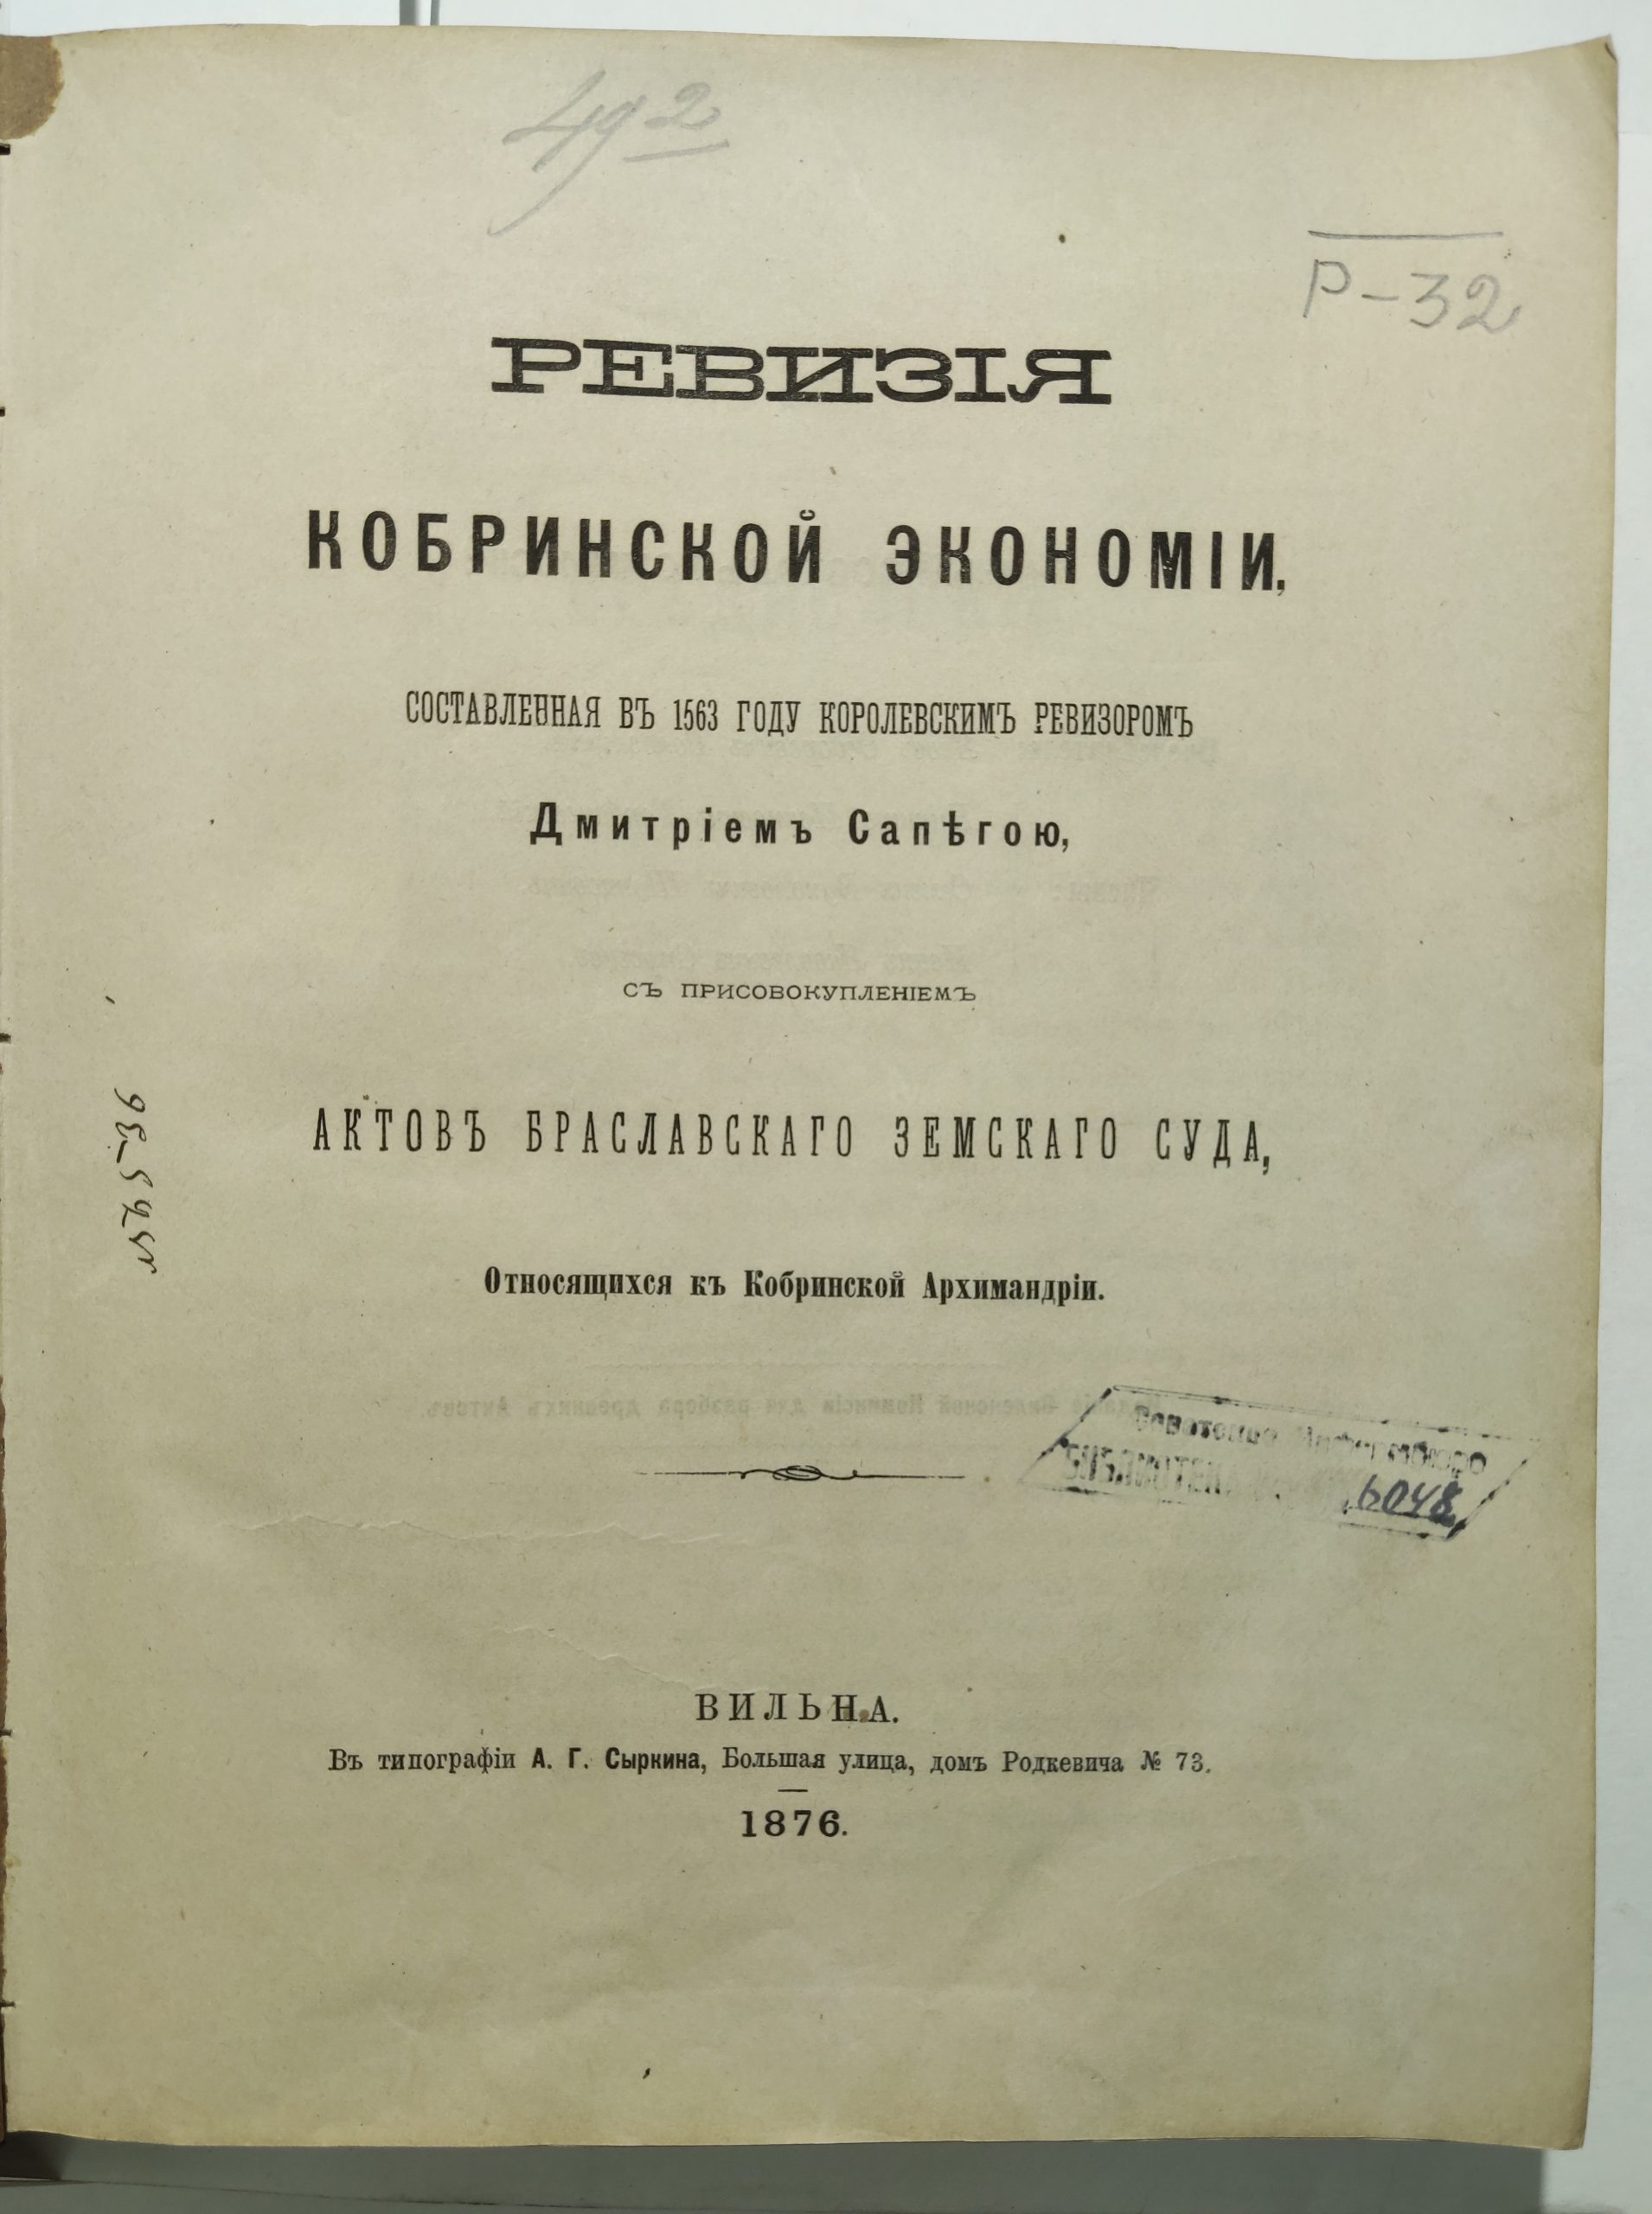 492
Р-32
РЕВИЗІЯ
КОБРИНСКОЙ ЭКОНОМІИ,
СОСТАВЛЕННАЯ ВЪ 1563 ГОДУ КОРОЛЕВСКИМЪ РЕВИЗОРОМЪ
Дмитріемъ Сапѣгою,
СЪ ПРИСОВОКУПЛЕНІЕМЪ
АКТОВЪ БРАСЛАВСКАГО ЗЕМСКАГО СУДА,
Относящихся къ Кобринской Архимандріи.
6048
ВИЛЬНА.
Въ типографіи А. Г. Сыркина, Большая улица, домъ Родкевича № 73.
1876.